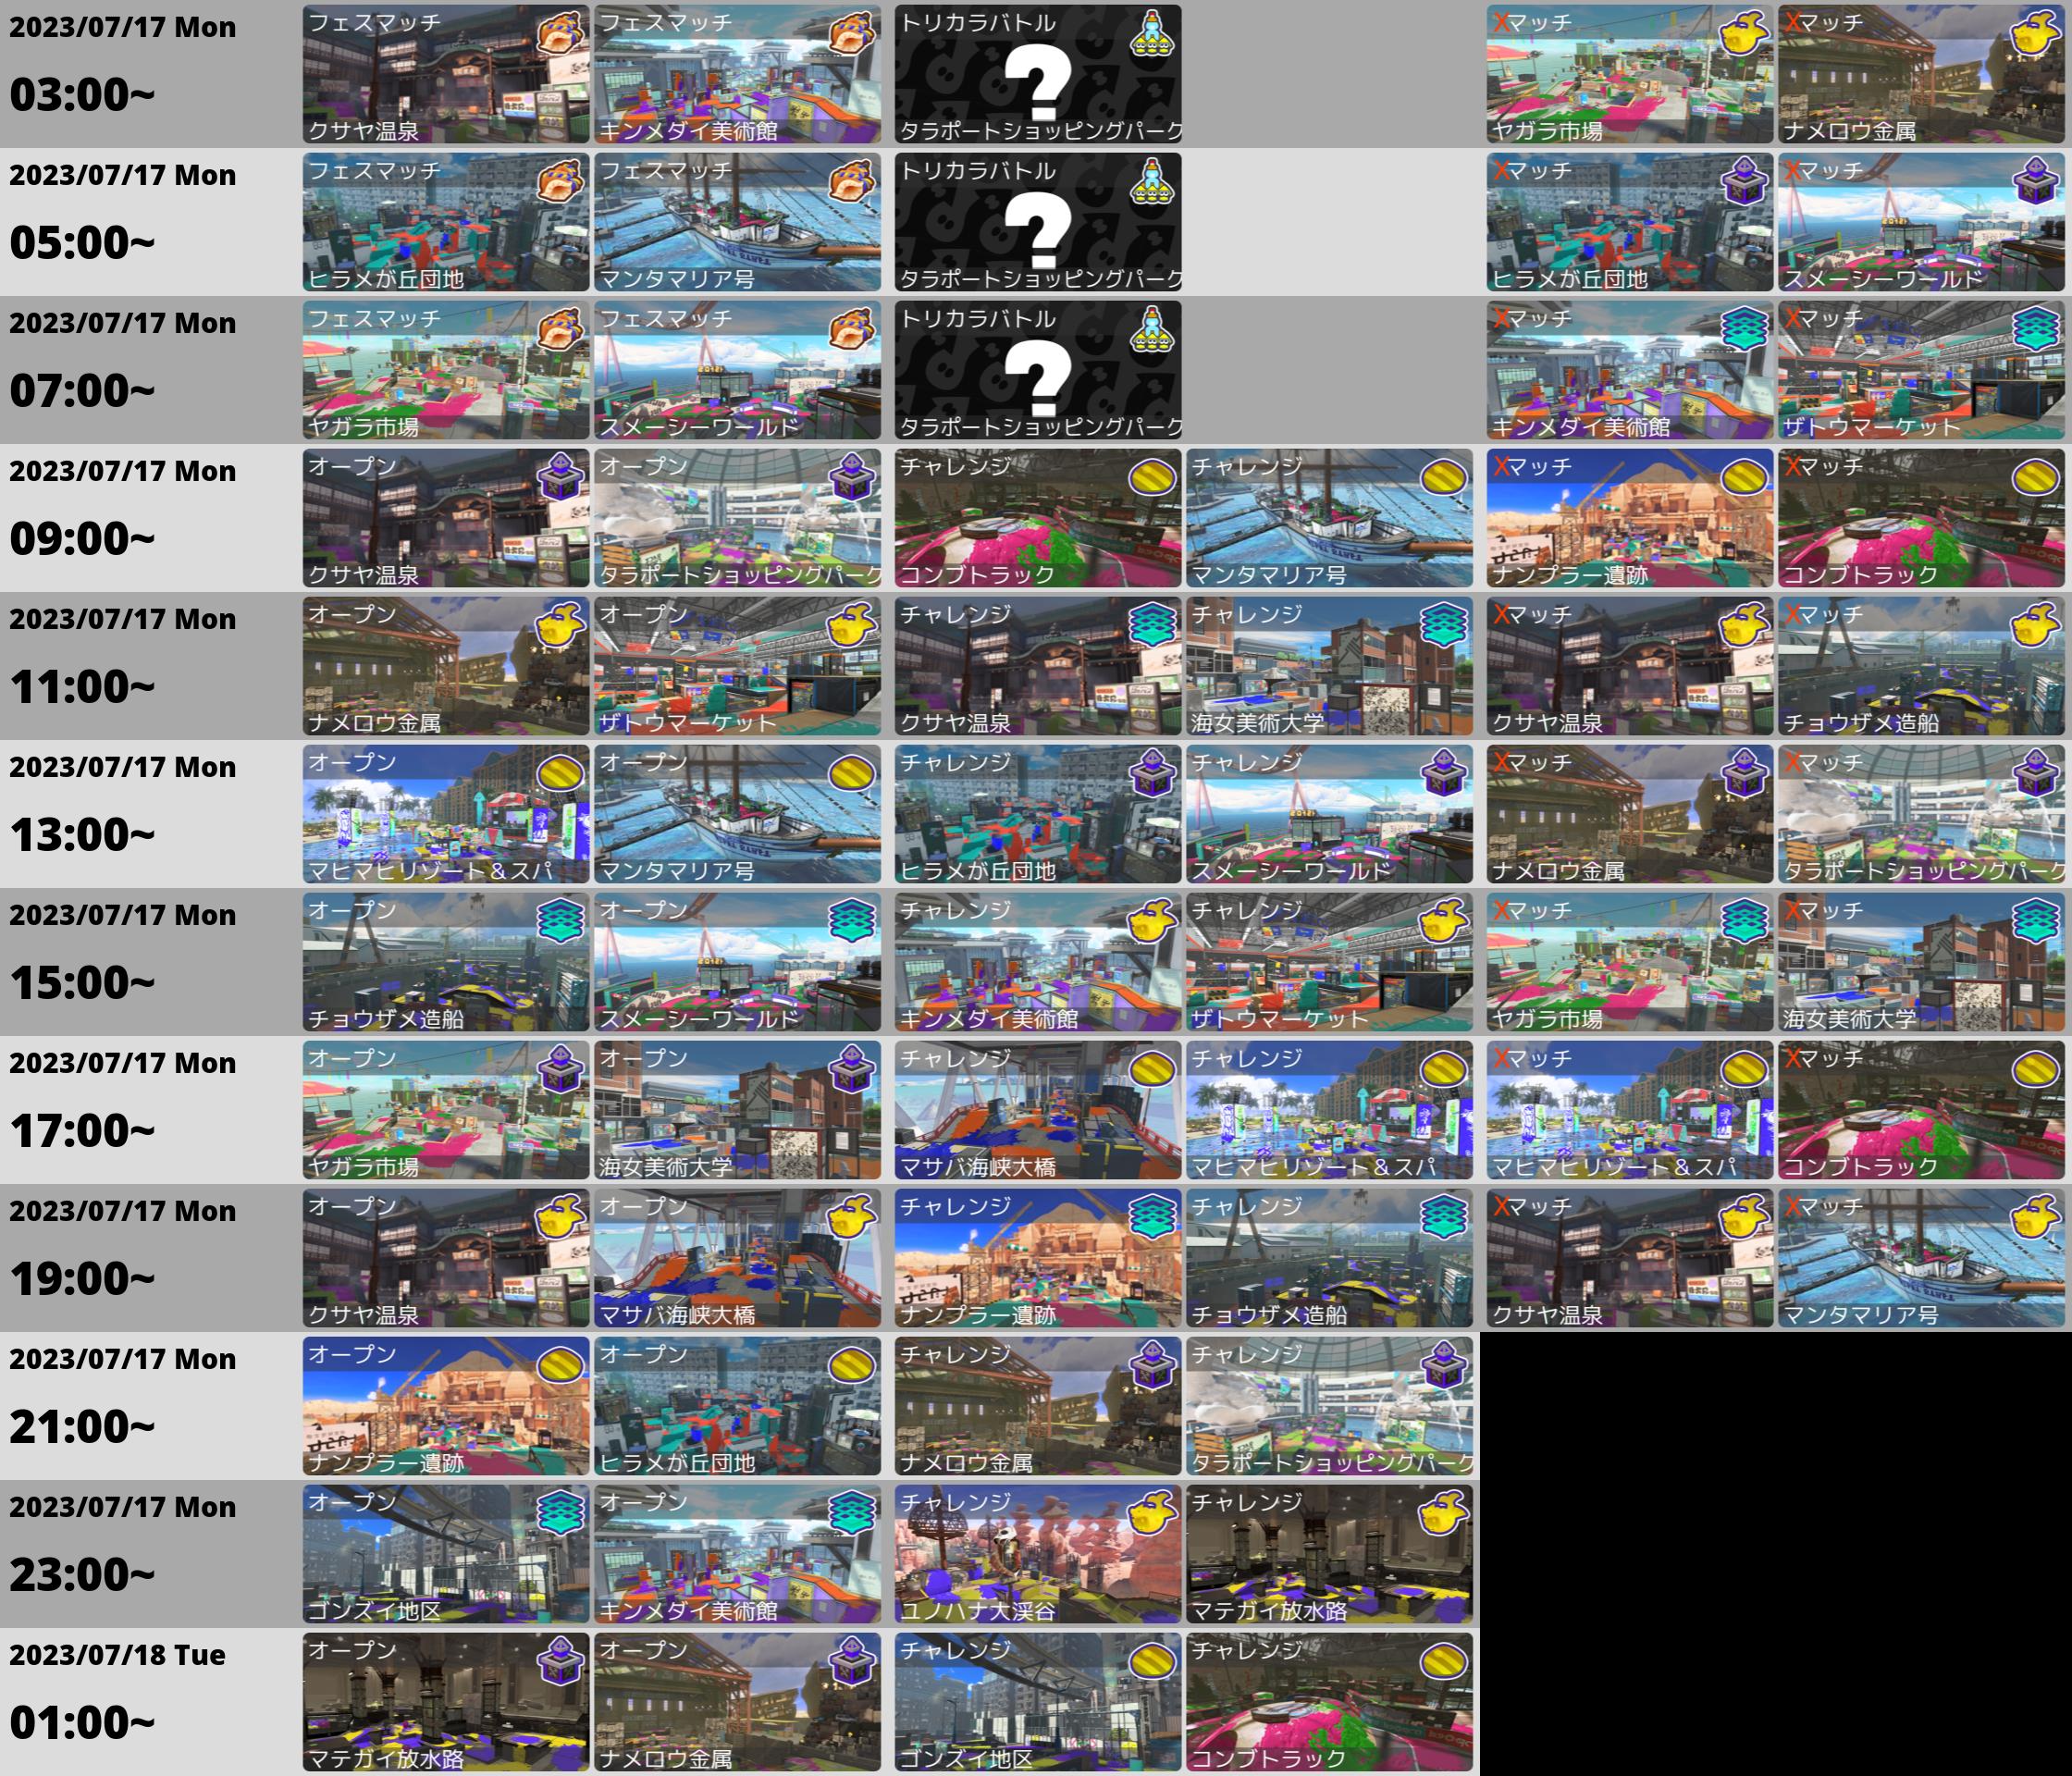 2023/07/17 Mon
03:00~
フェスマッチ
クサヤ温泉
フェスマッチ
キンメダイ美術館
トリカラバトル
?
タラポートショッピングパーク
Xマッチ
ヤガラ市場
Xマッチ
ナメロウ金属
2023/07/17 Mon
05:00~
フェスマッチ
ヒラメが丘団地
フェスマッチ
マンタマリア号
トリカラバトル
?
タラポートショッピングパーク
Xマッチ
ヒラメが丘団地
Xマッチ
スメーシーワールド
2023/07/17 Mon
07:00~
フェスマッチ
ヤガラ市場
フェスマッチ
スメーシーワールド
トリカラバトル
?
タラポートショッピングパーク
Xマッチ
キンメダイ美術館
Xマッチ
ザトウマーケット
2023/07/17 Mon
09:00~
オープン
クサヤ温泉
オープン
タラポートショッピングパーク
チャレンジ
コンブトラック
チャレンジ
マンタマリア号
Xマッチ
ナンプラー遺跡
Xマッチ
コンブトラック
2023/07/17 Mon
11:00~
オープン
ナメロウ金属
オープン
ザトウマーケット
チャレンジ
クサヤ温泉
チャレンジ
海女美術大学
Xマッチ
クサヤ温泉
Xマッチ
チョウザメ造船
2023/07/17 Mon
13:00~
オープン
マヒマヒリゾート＆スパ
オープン
マンタマリア号
チャレンジ
ヒラメが丘団地
チャレンジ
スメーシーワールド
Xマッチ
ナメロウ金属
Xマッチ
タラポートショッピングパーク
2023/07/17 Mon
15:00~
オープン
チョウザメ造船
オープン
スメーシーワールド
チャレンジ
キンメダイ美術館
チャレンジ
ザトウマーケット
Xマッチ
ヤガラ市場
Xマッチ
海女美術大学
2023/07/17 Mon
17:00~
オープン
ヤガラ市場
オープン
海女美術大学
チャレンジ
マサバ海峡大橋
チャレンジ
マヒマヒリゾート＆スパ
Xマッチ
マヒマヒリゾート＆スパ
Xマッチ
コンブトラック
2023/07/17 Mon
19:00~
オープン
クサヤ温泉
オープン
マサバ海峡大橋
チャレンジ
ナンプラー遺跡
チャレンジ
チョウザメ造船
Xマッチ
クサヤ温泉
Xマッチ
マンタマリア号
2023/07/17 Mon
21:00~
オープン
ナンプラー遺跡
オープン
ヒラメが丘団地
チャレンジ
ナメロウ金属
チャレンジ
タラポートショッピングパーク
2023/07/17 Mon
23:00~
オープン
ゴンズイ地区
オープン
キンメダイ美術館
チャレンジ
ユノハナ大渓谷
チャレンジ
マテガイ放水路
2023/07/18 Tue
01:00~
オープン
マテガイ放水路
オープン
ナメロウ金属
チャレンジ
ゴンズイ地区
チャレンジ
コンブトラック